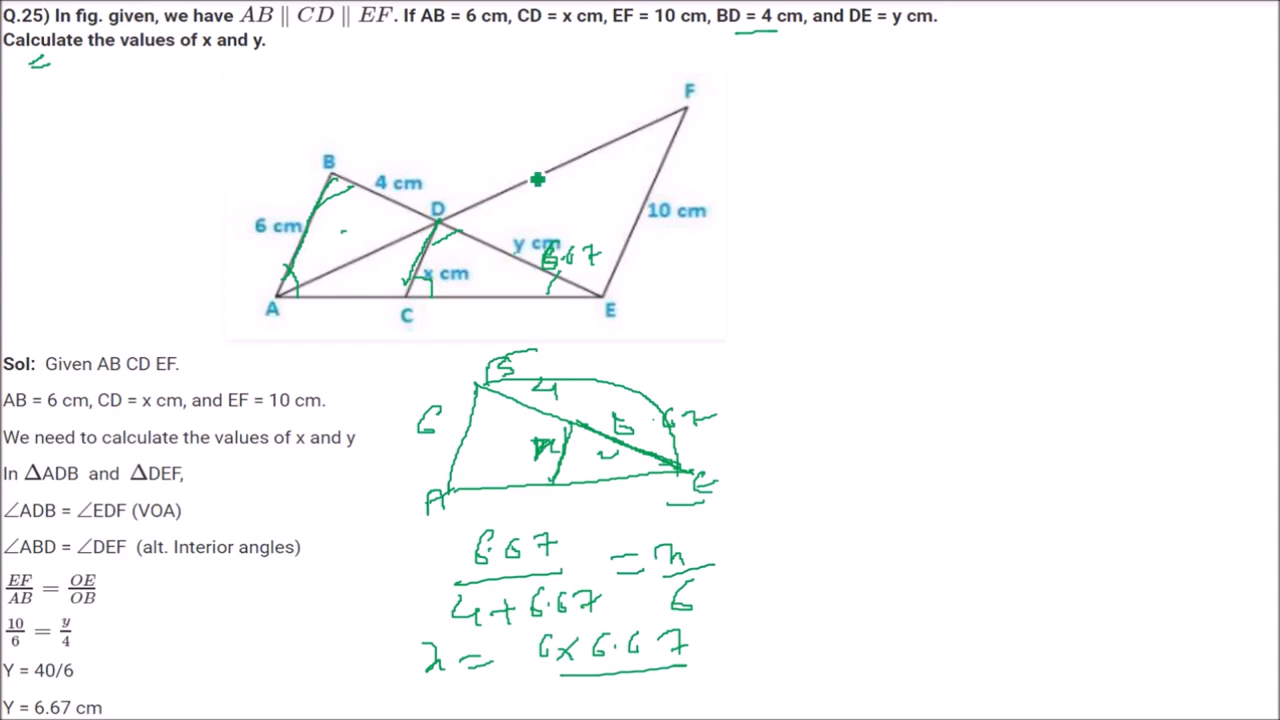 Q.25) In fig. given, we have AB || CD || EF. If AB = 6 cm, CD = x cm, EF = 10 cm, BD = 4 cm, and DE = y cm.
Calculate the values of x and y.
F
B
4 cm
D
6 cm
10 cm
y cm
6.67
x cm
A
C
E
Sol: Given AB CD EF.
AB = 6 cm, CD = x cm, and EF = 10 cm.
We need to calculate the values of x and y
In ΔADB and ΔDEF,
∠ADB = ∠EDF (VOA)
∠ABD = ∠DEF (alt. Interior angles)
EF/AB = OE/OB
10/6 = y/4
Y = 40/6
Y = 6.67 cm
B
4
6
6.67
A
E
6.67/4+6.67 = x/6
x = 6×6.67